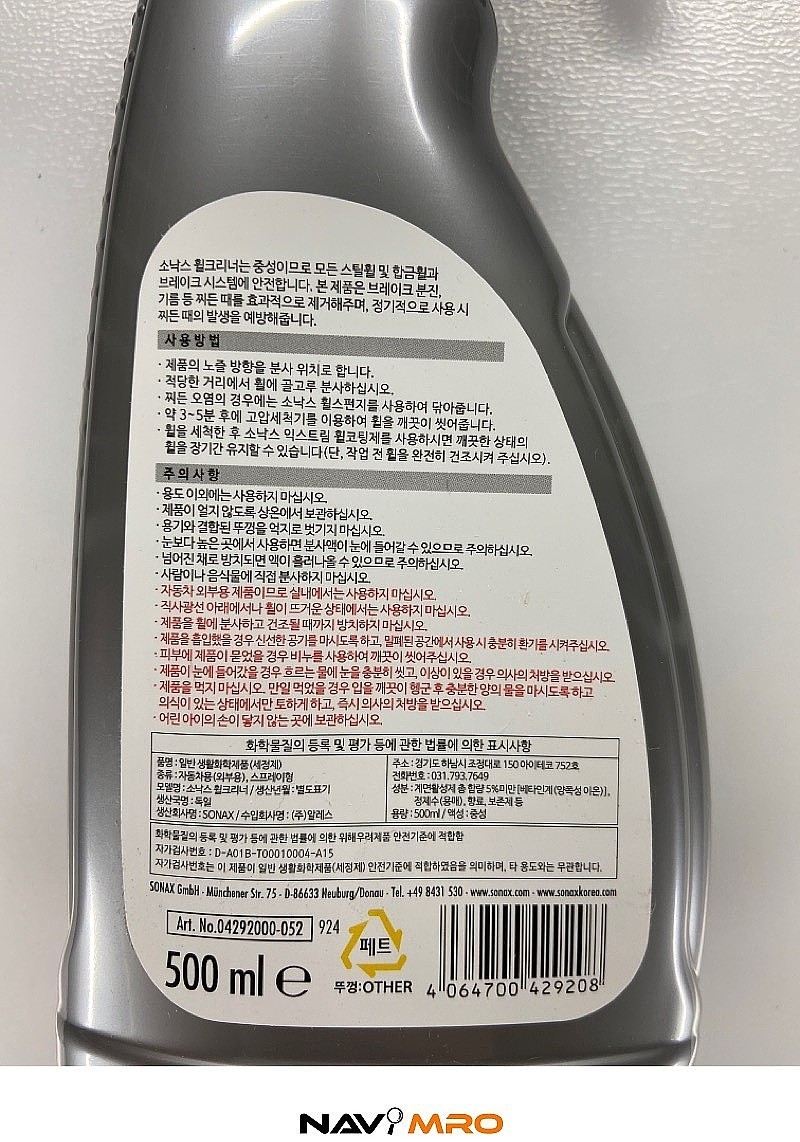 소낙스 휠크리너는 중성이므로 모든 스틸휠 및 합금휠과
브레이크 시스템에 안전합니다. 본 제품은 브레이크 분진,
기름 등 찌든 때를 효과적으로 제거해주며, 정기적으로 사용 시
찌든 때의 발생을 예방해줍니다.
사용방법
· 제품의 노즐 방향을 분사 위치로 합니다.
· 적당한 거리에서 휠에 골고루 분사하십시오.
· 찌든 오염의 경우에는 소낙스 휠스펀지를 사용하여 닦아줍니다.
· 약 3~5분 후에 고압세척기를 이용하여 휠을 깨끗이 씻어줍니다.
· 휠을 세척한 후 소낙스 익스트림 휠코팅제를 사용하시면 깨끗한 상태의
휠을 장기간 유지할 수 있습니다(단, 작업 전 휠을 완전히 건조시켜 주십시오).
주의사항
· 용도 이외에는 사용하지 마십시오.
· 제품이 얼지 않도록 상온에서 보관하십시오.
· 용기와 결합된 뚜껑을 억지로 벗기지 마십시오.
· 눈보다 높은 곳에서 사용하면 분사액이 눈에 들어갈 수 있으므로 주의하십시오.
· 넘어진 채로 방치되면 액이 흘러나올 수 있으므로 주의하십시오.
· 사람이나 음식물에 직접 분사하지 마십시오.
· 자동차 외부용 제품이므로 실내에서는 사용하지 마십시오.
· 직사광선 아래에서나 휠이 뜨거운 상태에서는 사용하지 마십시오.
· 제품을 휠에 분사하고 건조될 때까지 방치하지 마십시오.
· 제품을 흡입했을 경우 신선한 공기를 마시도록 하고, 밀폐된 공간에서 사용 시 충분히 환기를 시켜주십시오.
· 피부에 제품이 묻었을 경우 비누를 사용하여 깨끗이 씻어주십시오.
· 제품이 눈에 들어갔을 경우 흐르는 물에 눈을 충분히 씻고, 이상이 있을 경우 의사의 처방을 받으십시오.
· 제품을 먹지 마십시오. 만일 먹었을 경우 입을 깨끗이 헹군 후 충분한 양의 물을 마시도록 하고
의식이 있는 상태에서만 토하게 하고, 즉시 의사의 처방을 받으십시오.
· 어린 아이의 손이 닿지 않는 곳에 보관하십시오.
화학물질의 등록 및 평가 등에 관한 법률에 의한 표시사항
품명 : 일반 생활화학제품(세정제)
종류 : 자동차용(외부용), 스프레이형
모델명 : 소낙스 휠크리너 / 생산년월 : 별도표기
생산국명 : 독일
생산회사명 : SONAX / 수입회사명 : (주)알레스
주소 : 경기도 하남시 조정대로 150 아이테코 752호
전화번호 : 031.793.7649
성분 : 계면활성제 총 함량 5%미만 [베타인계(양쪽성 이온)],
정제수(용매), 향료, 보존제 등
용량 : 500ml / 액성 : 중성
화학물질의 등록 및 평가 등에 관한 법률에 의한 위해우려제품 안전기준에 적합함
자가검사번호 : D-A01B-T00010004-A15
자가검사번호는 이 제품이 일반 생활화학제품(세정제) 안전기준에 적합하였음을 의미하며, 타 용도와는 무관합니다.
SONAX GmbH · Münchener Str. 75 · D-86633 Neuburg/Donau · Tel. +49 8431 530 · www.sonax.com · www.sonaxkorea.com
Art. No.04292000-052 924
페트
500 ml e
뚜껑:OTHER
4 064700 429208
NAVIMRO